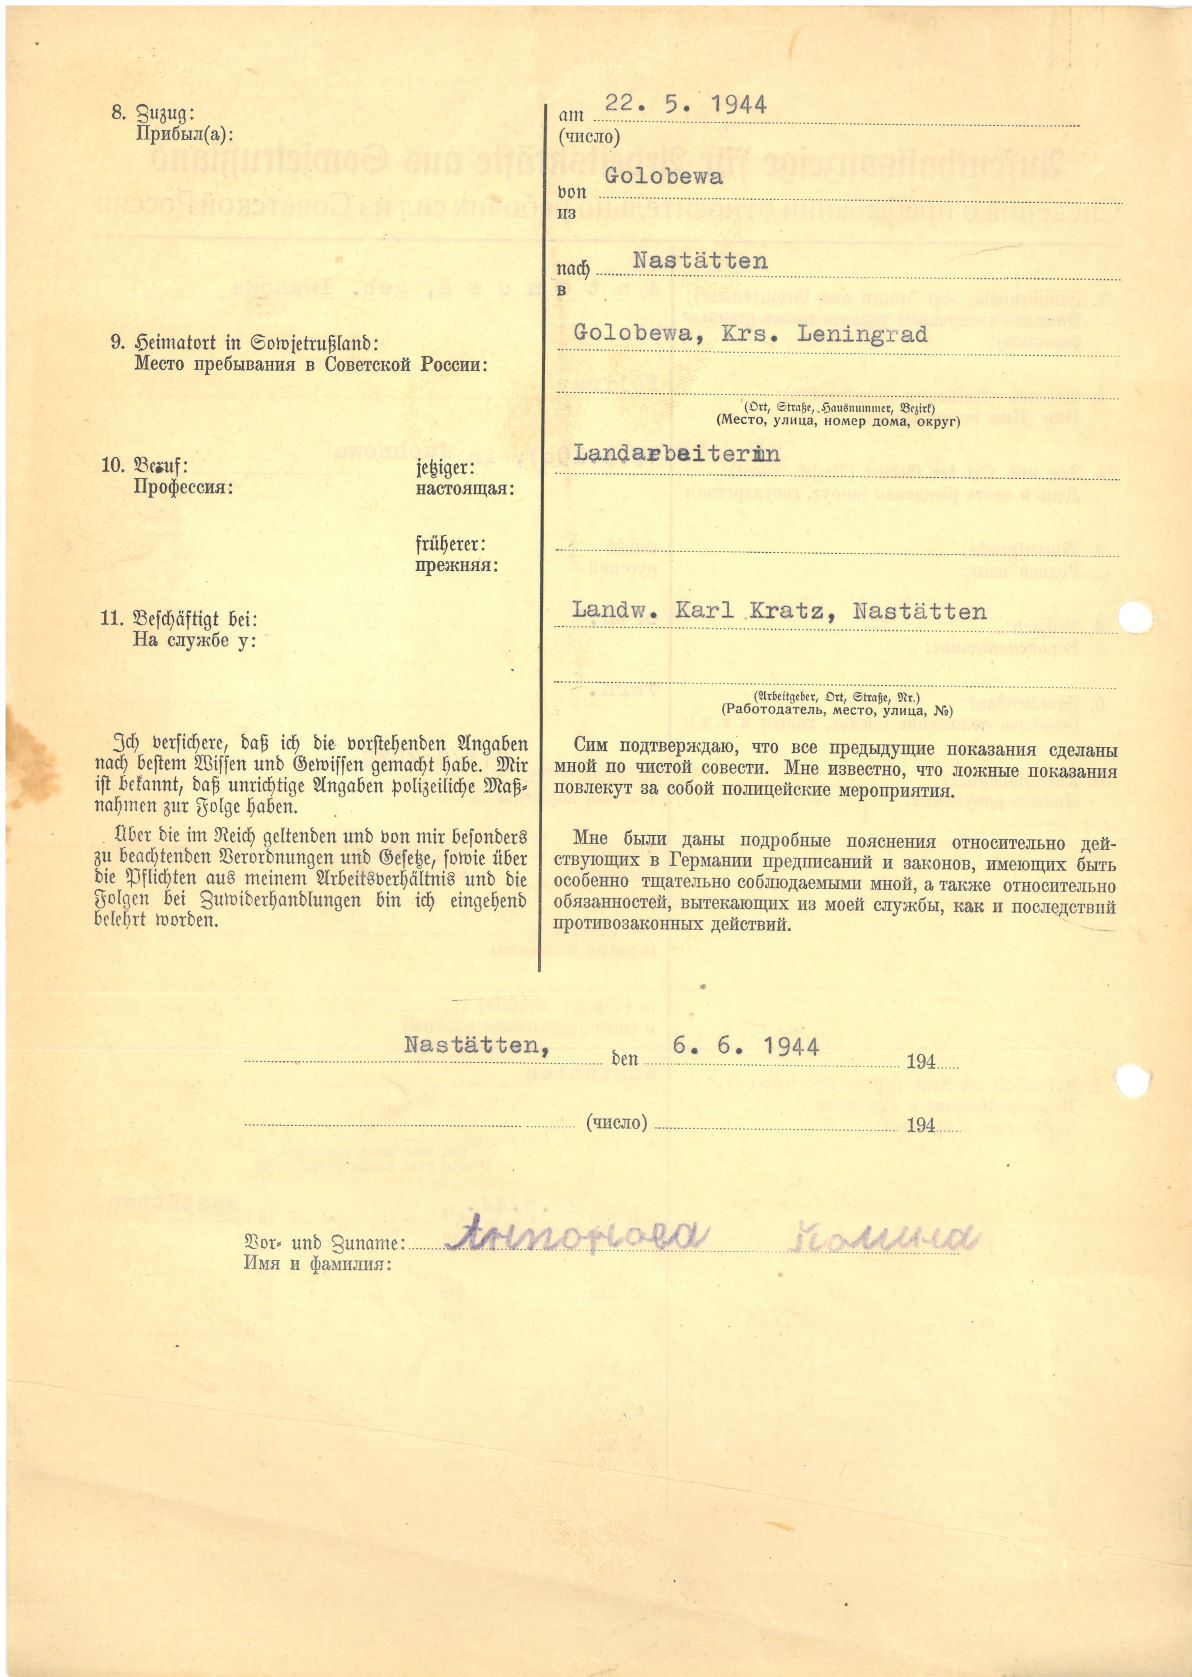 8. Zuzug:
Прибыл(а):
am 22. 5. 1944
(число)
von Golobewa
из
nach Nastätten
в
9. Heimatort in Sowjetrußland:
Место пребывания в Советской России:
Golobewa, Krs. Leningrad
(Ort, Straße, Hausnummer, Bezirk)
(Место, улица, номер дома, округ)
10. Beruf: jetziger: Landarbeiterin
Профессия: настоящая:
früherer:
прежняя:
11. Beschäftigt bei: Landw. Karl Kratz, Nastätten
На службе у:
(Arbeitgeber, Ort, Straße, Nr.)
(Работодатель, место, улица, №)
Ich versichere, daß ich die vorstehenden Angaben
nach bestem Wissen und Gewissen gemacht habe. Mir
ist bekannt, daß unrichtige Angaben polizeiliche Maß-
nahmen zur Folge haben.
Über die im Reich geltenden und von mir besonders
zu beachtenden Verordnungen und Gesetze, sowie über
die Pflichten aus meinem Arbeitsverhältnis und die
Folgen bei Zuwiderhandlungen bin ich eingehend
belehrt worden.
Сим подтверждаю, что все предыдущие показания сделаны
мной по чистой совести. Мне известно, что ложные показания
повлекут за собой полицейские мероприятия.
Мне были даны подробные пояснения относительно дей-
ствующих в Германии предписаний и законов, имеющих быть
особенно тщательно соблюдаемыми мной, а также относительно
обязанностей, вытекающих из моей службы, как и последствий
противозаконных действий.
Nastätten, den 6. 6. 1944 194
(число) 194
Vor- und Zuname: Антонова
Имя и фамилия: